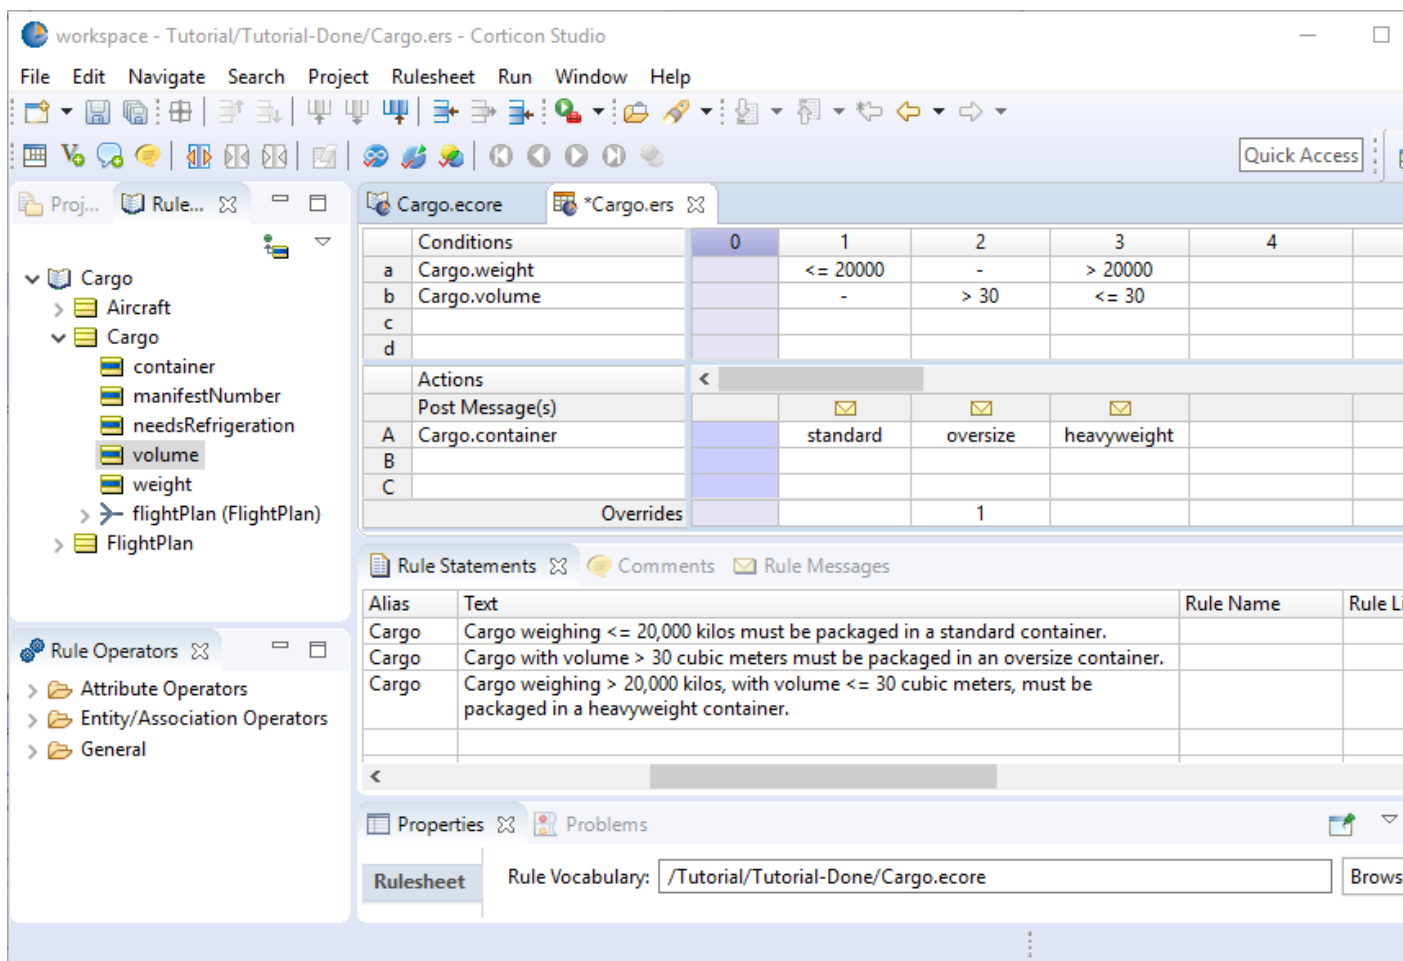 workspace - Tutorial/Tutorial-Done/Cargo.ers - Corticon Studio
File Edit Navigate Search Project Rulesheet Run Window Help
Quick Access
Proj... Rule...
Cargo.ecore *Cargo.ers
Cargo
Aircraft
Cargo
container
manifestNumber
needsRefrigeration
volume
weight
flightPlan (FlightPlan)
FlightPlan
Conditions 0 1 2 3 4
a Cargo.weight <= 20000 - > 20000
b Cargo.volume - > 30 <= 30
c
d
Actions
Post Message(s)
A Cargo.container standard oversize heavyweight
B
C
Overrides 1
Rule Operators
Attribute Operators
Entity/Association Operators
General
Rule Statements Comments Rule Messages
Alias Text Rule Name Rule Li
Cargo Cargo weighing <= 20,000 kilos must be packaged in a standard container.
Cargo Cargo with volume > 30 cubic meters must be packaged in an oversize container.
Cargo Cargo weighing > 20,000 kilos, with volume <= 30 cubic meters, must be
packaged in a heavyweight container.
Properties Problems
Rulesheet Rule Vocabulary: /Tutorial/Tutorial-Done/Cargo.ecore Brows